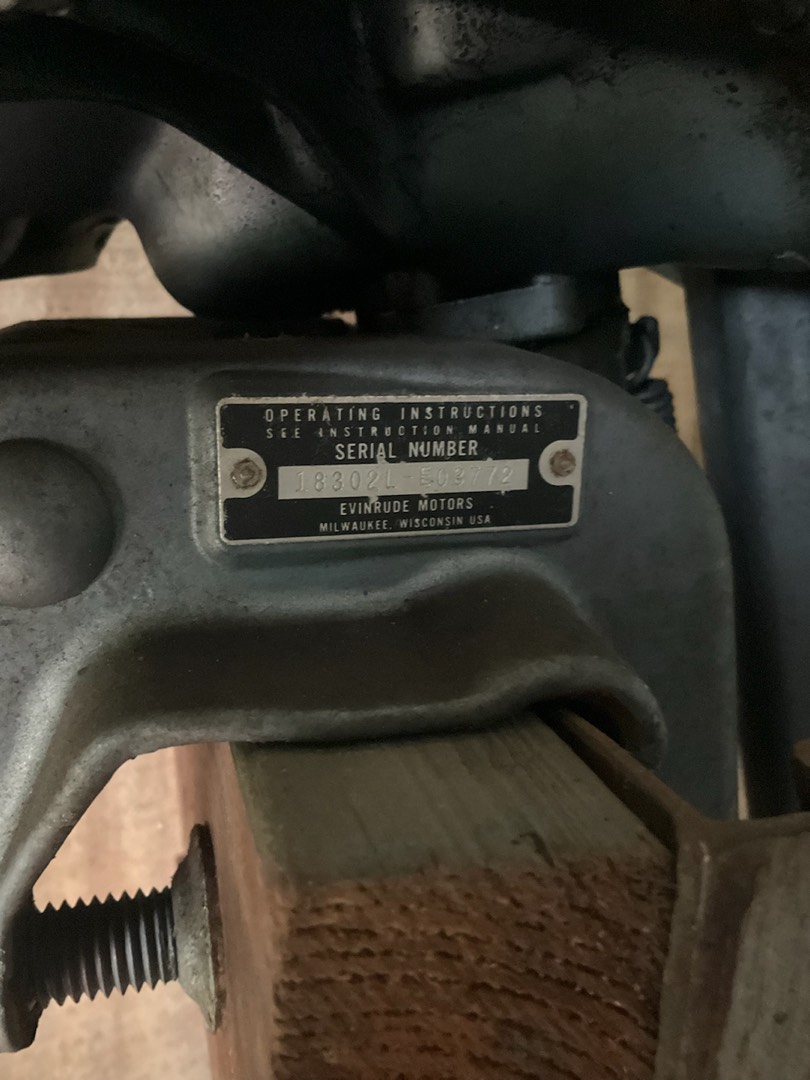 OPERATING INSTRUCTIONS
SEE INSTRUCTION MANUAL
SERIAL NUMBER
18302L
EVINRUDE MOTORS
MILWAUKEE, WISCONSIN USA